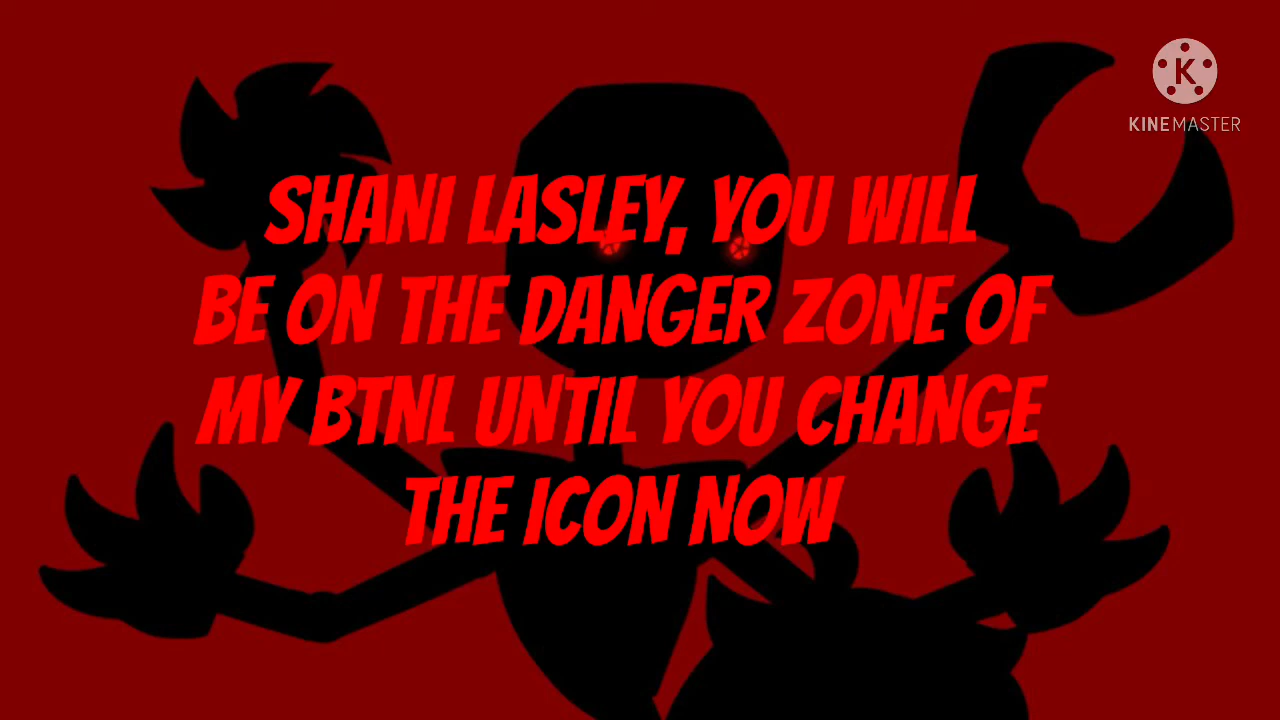 KINEMASTER
SHANI LASLEY, YOU WILL
BE ON THE DANGER ZONE OF
MY BTNL UNTIL YOU CHANGE
THE ICON NOW